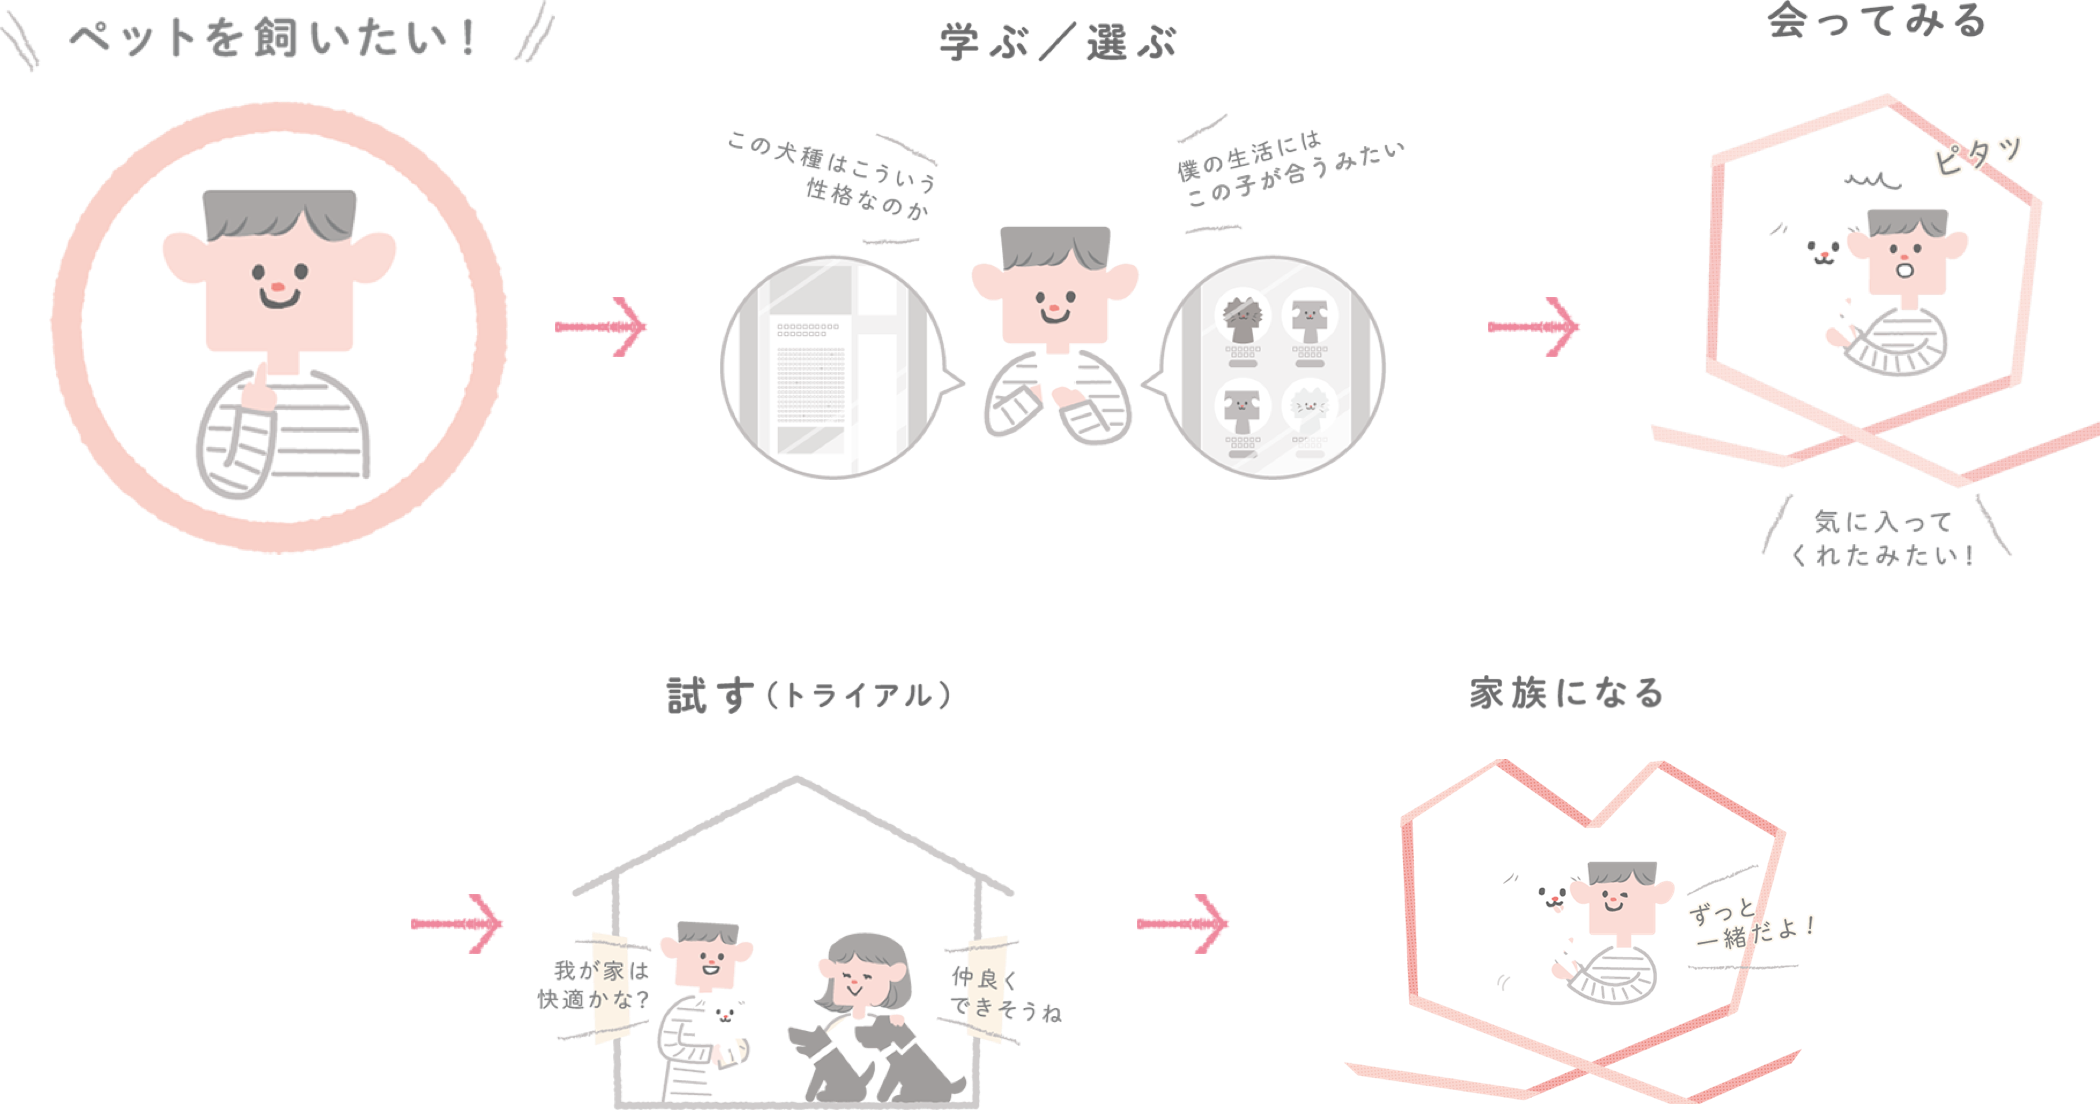 ペットを飼いたい！
学ぶ／選ぶ
会ってみる
この犬種はこういう
性格なのか
僕の生活には
この子が合うみたい
ピタッ
気に入って
くれたみたい！
試す（トライアル）
家族になる
我が家は
快適かな？
仲良く
できそうね
ずっと
一緒だよ！